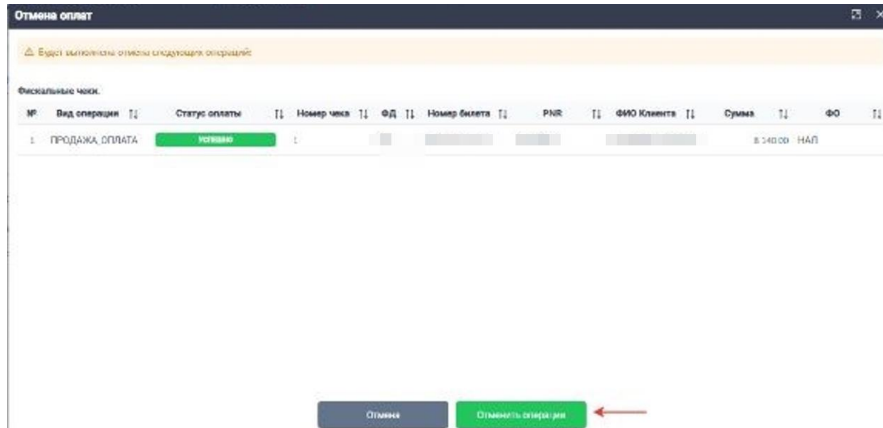 Отмена оплат
Будет выполнена отмена следующих операций:
Фискальные чеки.
№ Вид операции Статус оплаты Номер чека ФД Номер билета PNR ФИО Клиента Сумма ФО
1 ПРОДАЖА, ОПЛАТА УСПЕШНО 1 8 340.00 НАЛ
Отмена Отменить операции